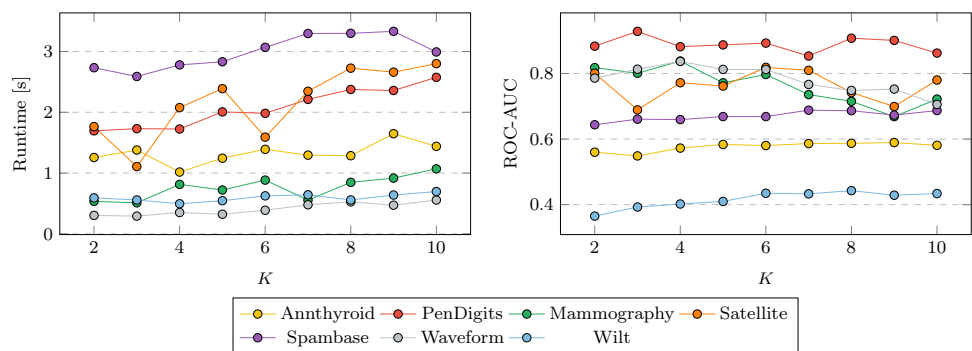 Runtime [s]
3
2
1
0
2 4 6 8 10
K
ROC-AUC
0.8
0.6
0.4
2 4 6 8 10
K
Annthyroid PenDigits Mammography Satellite
Spambase Waveform Wilt